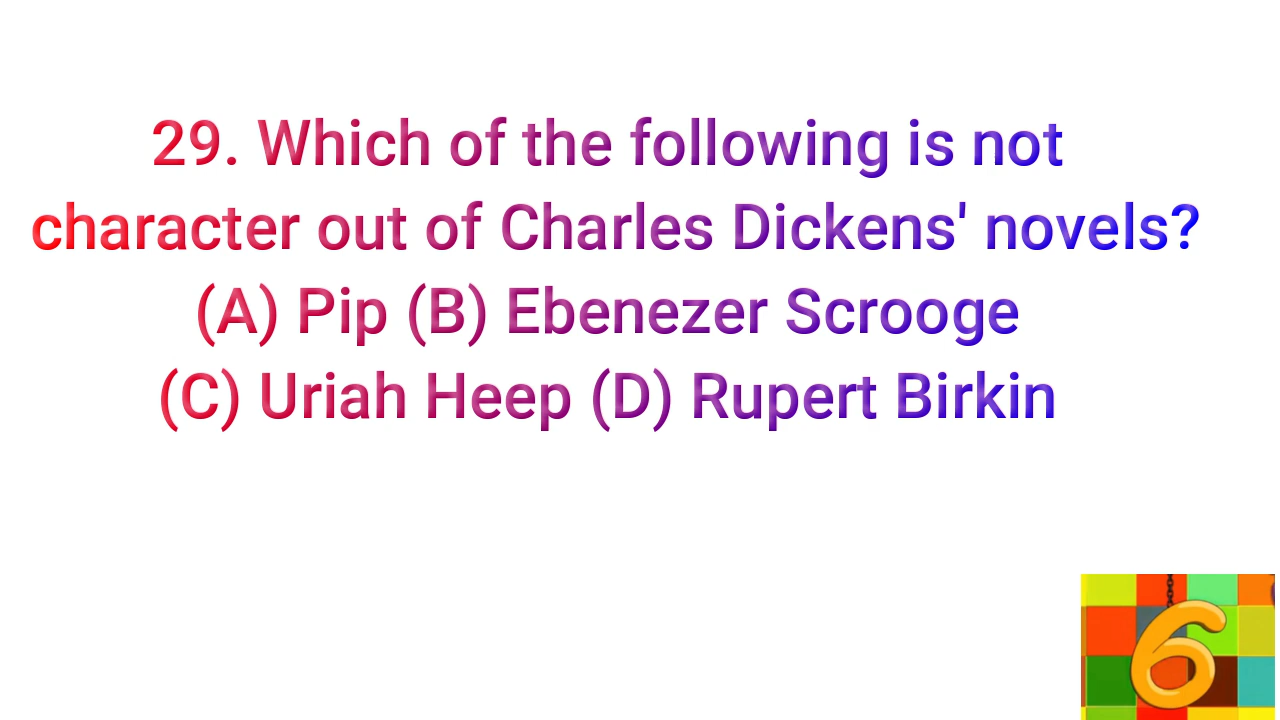 29. Which of the following is not
character out of Charles Dickens' novels?
(A) Pip (B) Ebenezer Scrooge
(C) Uriah Heep (D) Rupert Birkin
6